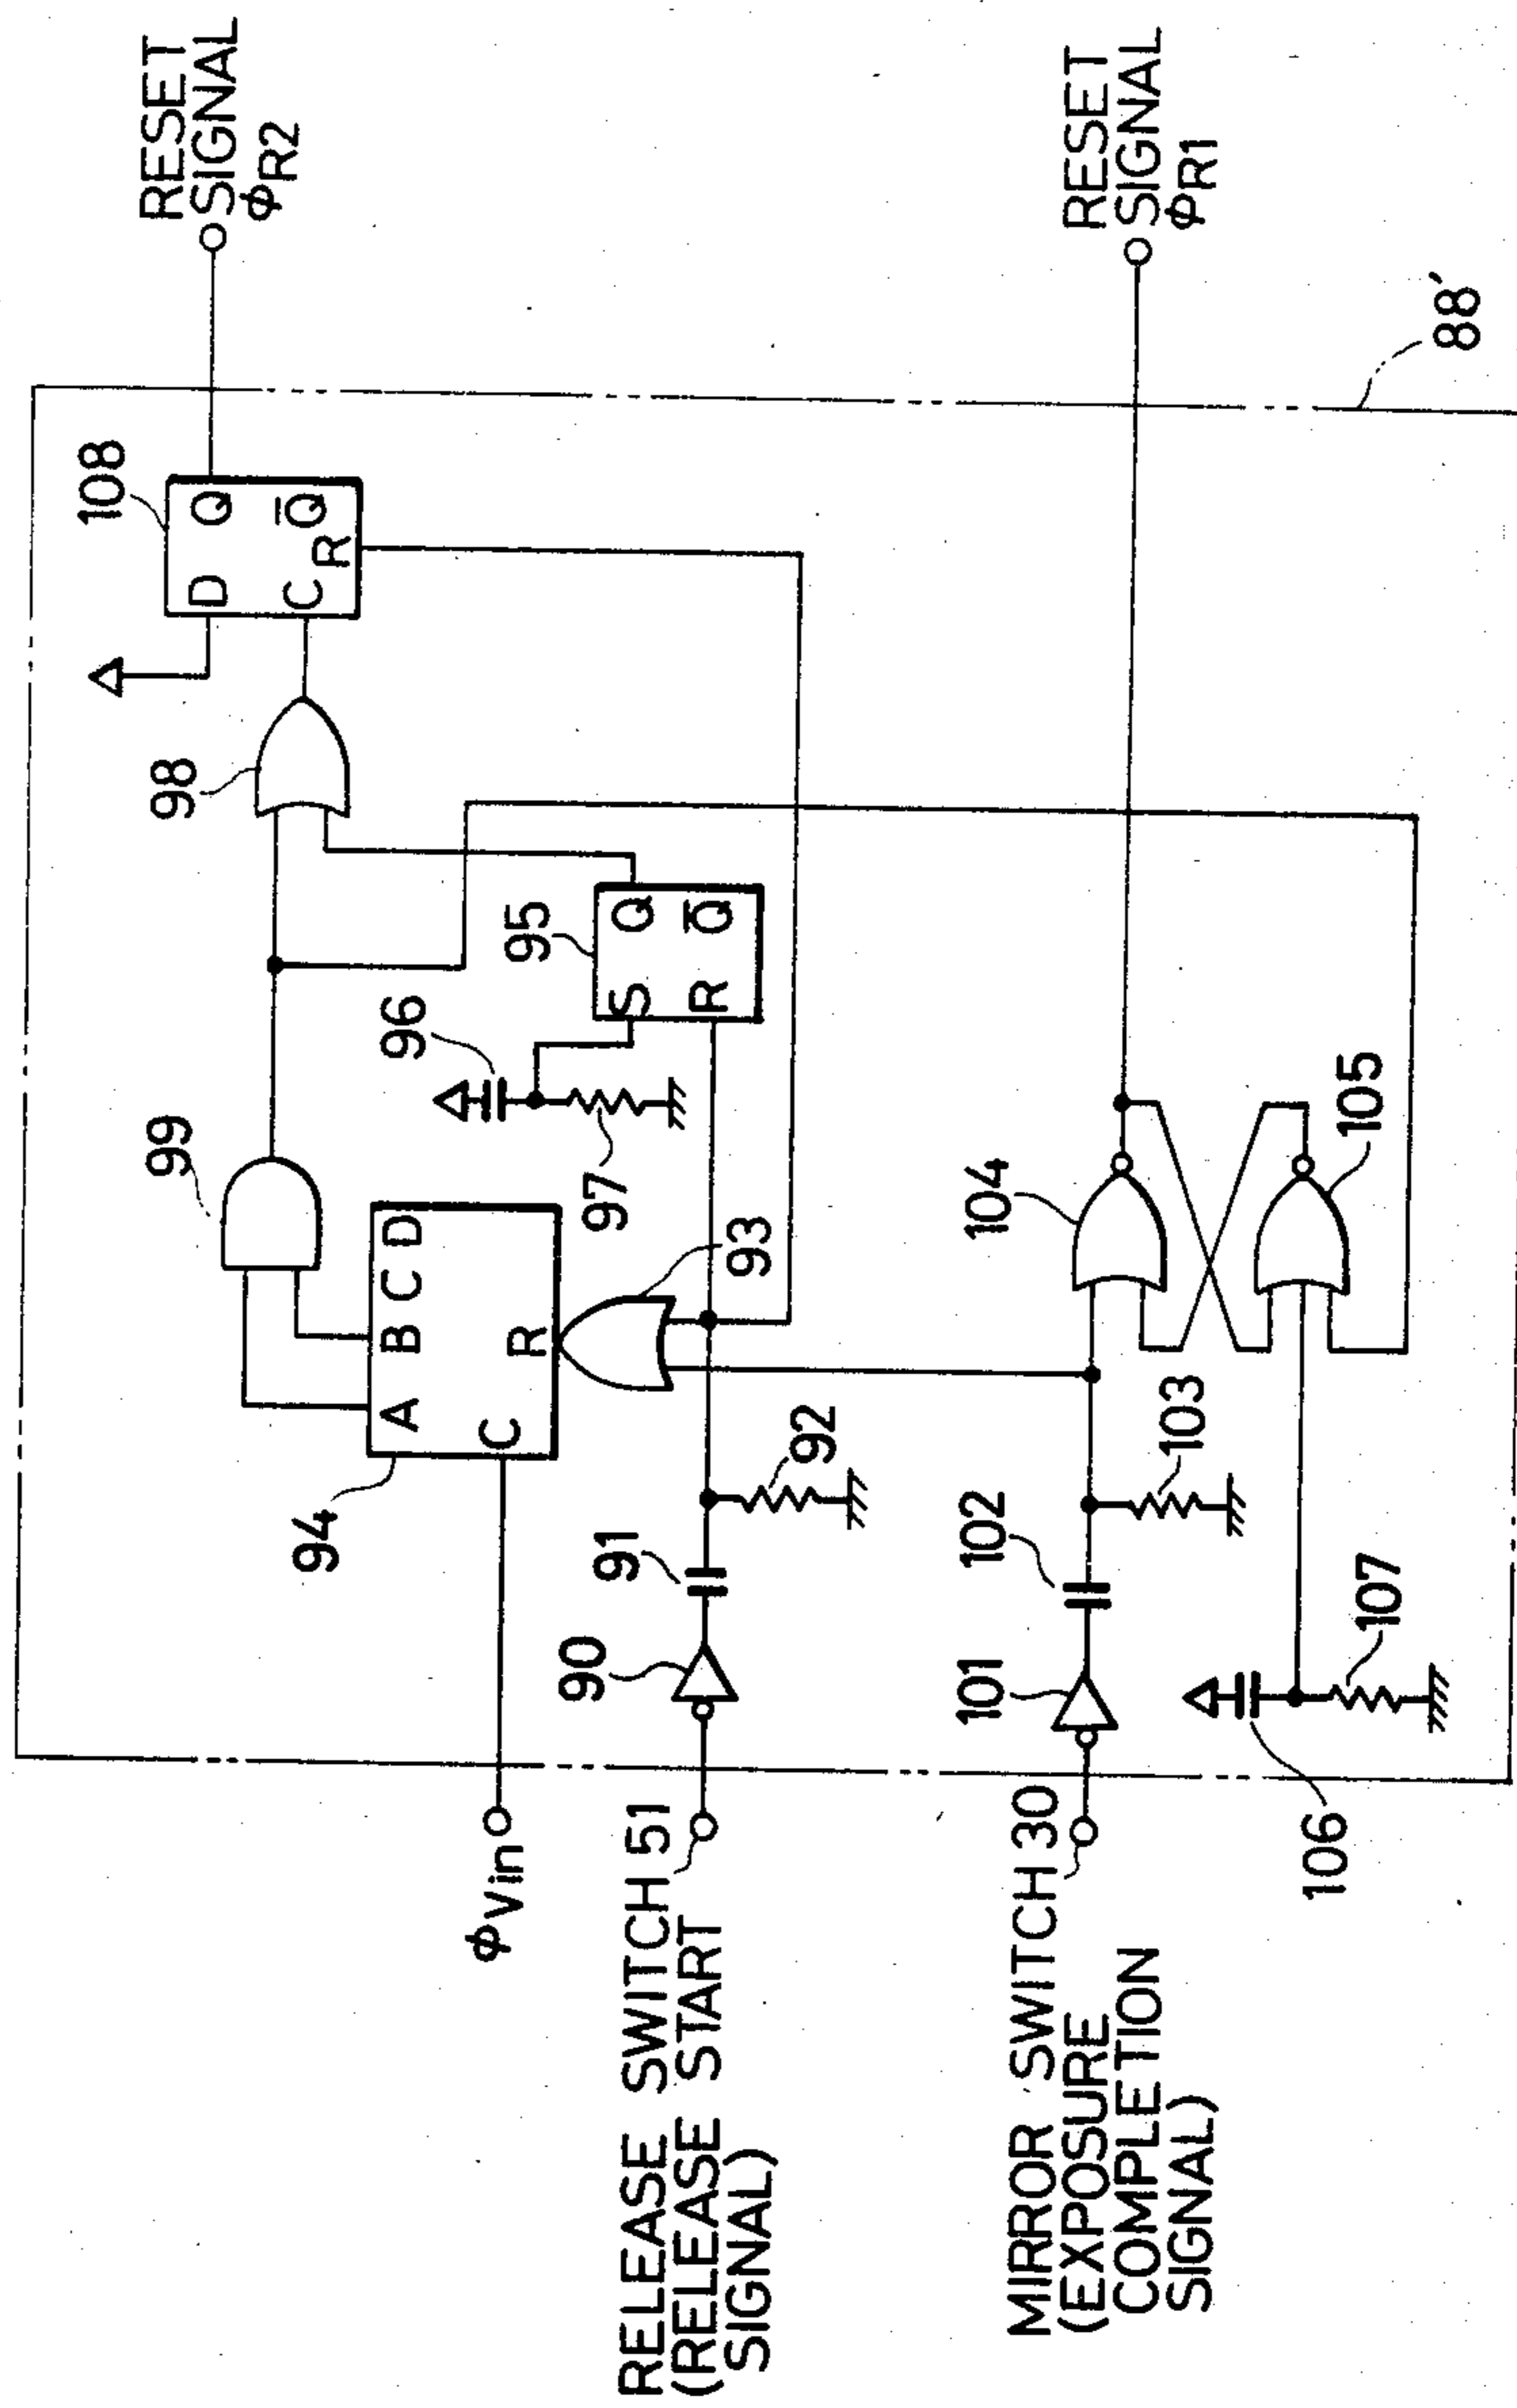 RESET
SIGNAL
φR2
RESET
SIGNAL
φR1
88'
108
D Q
C Q̅
R
98
95
S Q
R Q̅
96
97
99
94
A B C D
C R
93
92
91
90
104
105
103
102
101
107
106
φVin
RELEASE SWITCH 51
(RELEASE START
SIGNAL)
MIRROR SWITCH 30
(EXPOSURE
COMPLETION
SIGNAL)